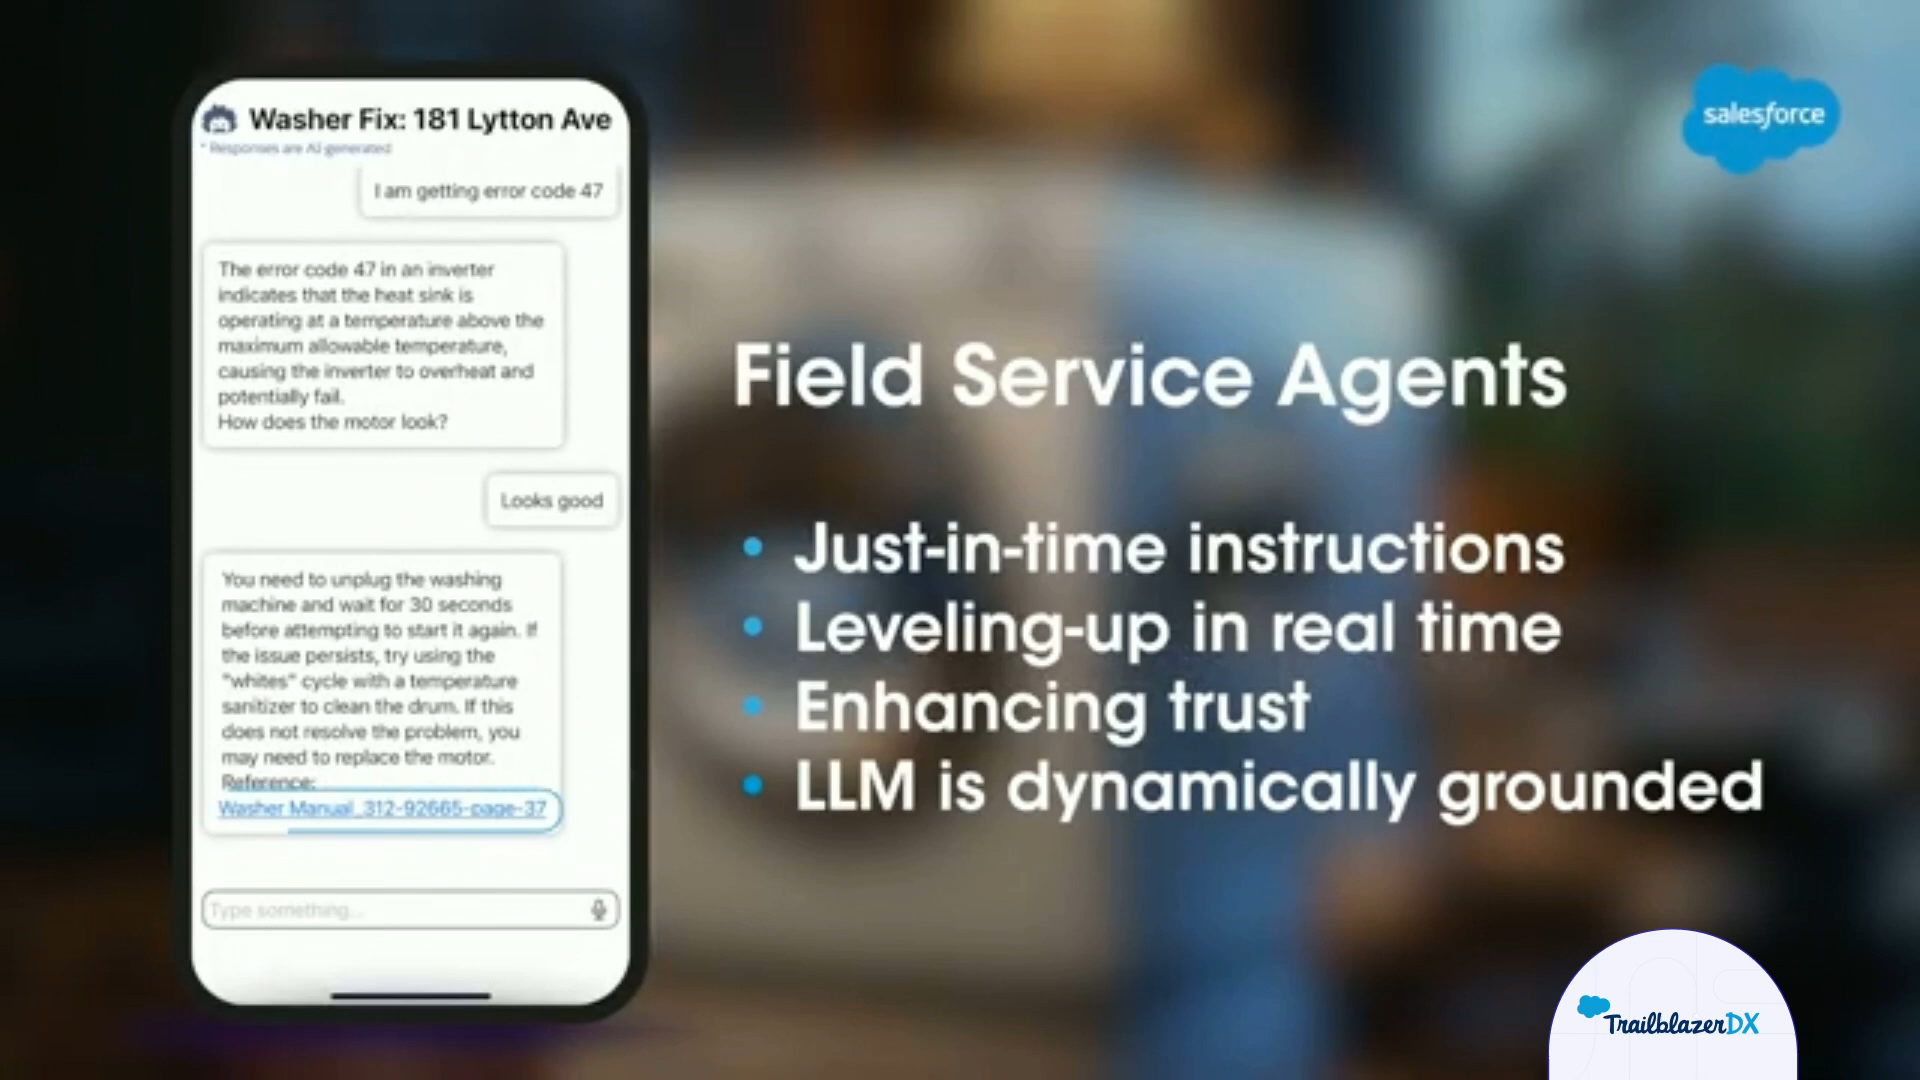 Washer Fix: 181 Lytton Ave
* Responses are AI generated
I am getting error code 47
The error code 47 in an inverter
indicates that the heat sink is
operating at a temperature above the
maximum allowable temperature,
causing the inverter to overheat and
potentially fail.
How does the motor look?
Looks good
You need to unplug the washing
machine and wait for 30 seconds
before attempting to start it again. If
the issue persists, try using the
"whites" cycle with a temperature
sanitizer to clean the drum. If this
does not resolve the problem, you
may need to replace the motor.
Reference:
Washer Manual_312-92665-page-37
Type something...
salesforce
Field Service Agents
• Just-in-time instructions
• Leveling-up in real time
• Enhancing trust
• LLM is dynamically grounded
TrailblazerDX